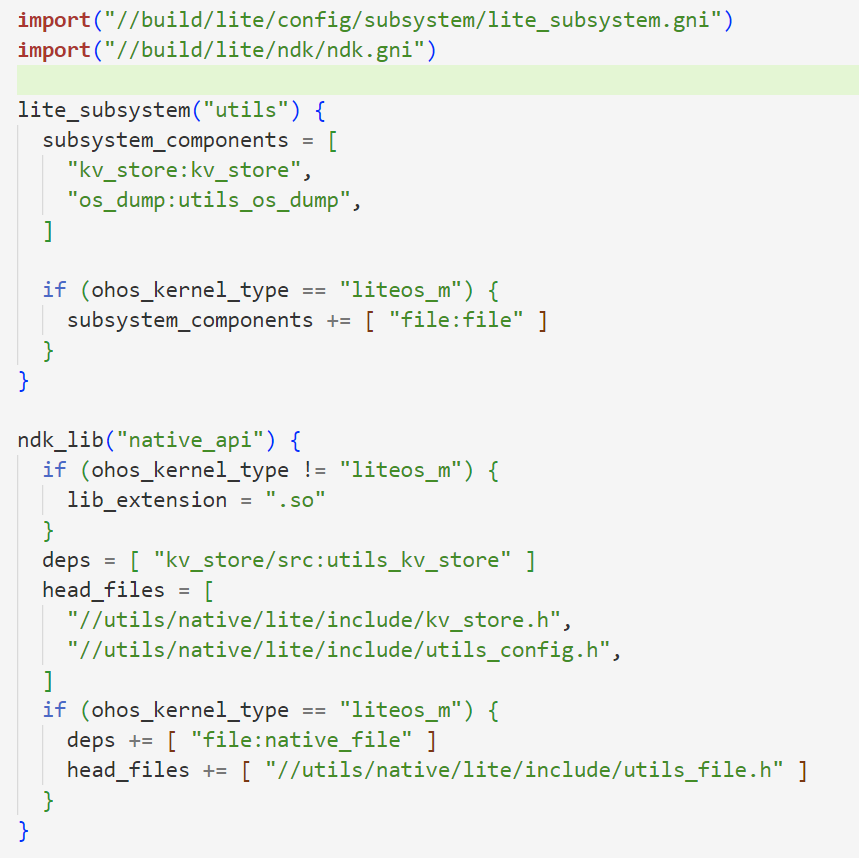 import("//build/lite/config/subsystem/lite_subsystem.gni")
import("//build/lite/ndk/ndk.gni")

lite_subsystem("utils") {
  subsystem_components = [
    "kv_store:kv_store",
    "os_dump:utils_os_dump",
  ]

  if (ohos_kernel_type == "liteos_m") {
    subsystem_components += [ "file:file" ]
  }
}

ndk_lib("native_api") {
  if (ohos_kernel_type != "liteos_m") {
    lib_extension = ".so"
  }
  deps = [ "kv_store/src:utils_kv_store" ]
  head_files = [
    "//utils/native/lite/include/kv_store.h",
    "//utils/native/lite/include/utils_config.h",
  ]
  if (ohos_kernel_type == "liteos_m") {
    deps += [ "file:native_file" ]
    head_files += [ "//utils/native/lite/include/utils_file.h" ]
  }
}